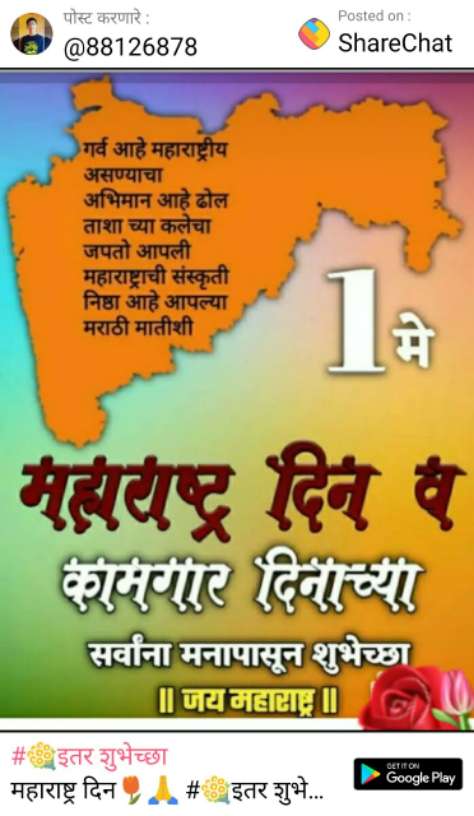 पोस्ट करणारे :
@88126878
Posted on :
ShareChat
गर्व आहे महाराष्ट्रीय
असण्याचा
अभिमान आहे ढोल
ताशा च्या कलेचा
जपतो आपली
महाराष्ट्राची संस्कृती
निष्ठा आहे आपल्या
मराठी मातीशी
1 मे
महाराष्ट्र दिन व
कामगार दिनाच्या
सर्वांना मनापासून शुभेच्छा
|| जय महाराष्ट्र ||
#💐इतर शुभेच्छा
महाराष्ट्र दिन🌷🙏 #💐इतर शुभे...
GET IT ON
Google Play